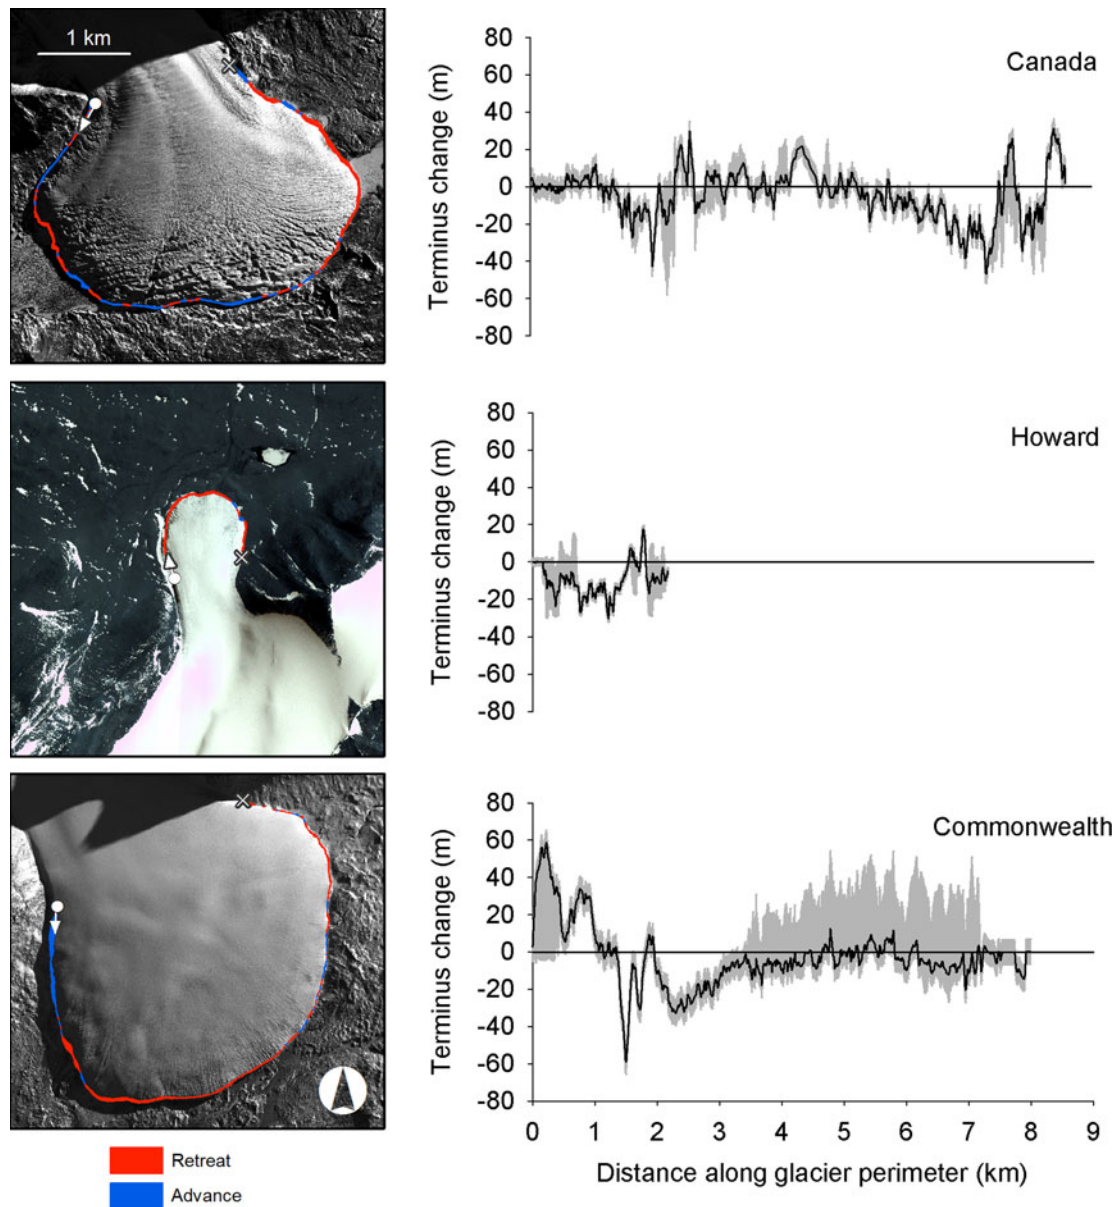 1 km
Canada
Terminus change (m)
80
60
40
20
0
-20
-40
-60
-80
Howard
Terminus change (m)
80
60
40
20
0
-20
-40
-60
-80
Commonwealth
Terminus change (m)
80
60
40
20
0
-20
-40
-60
-80
0 1 2 3 4 5 6 7 8 9
Distance along glacier perimeter (km)
Retreat
Advance